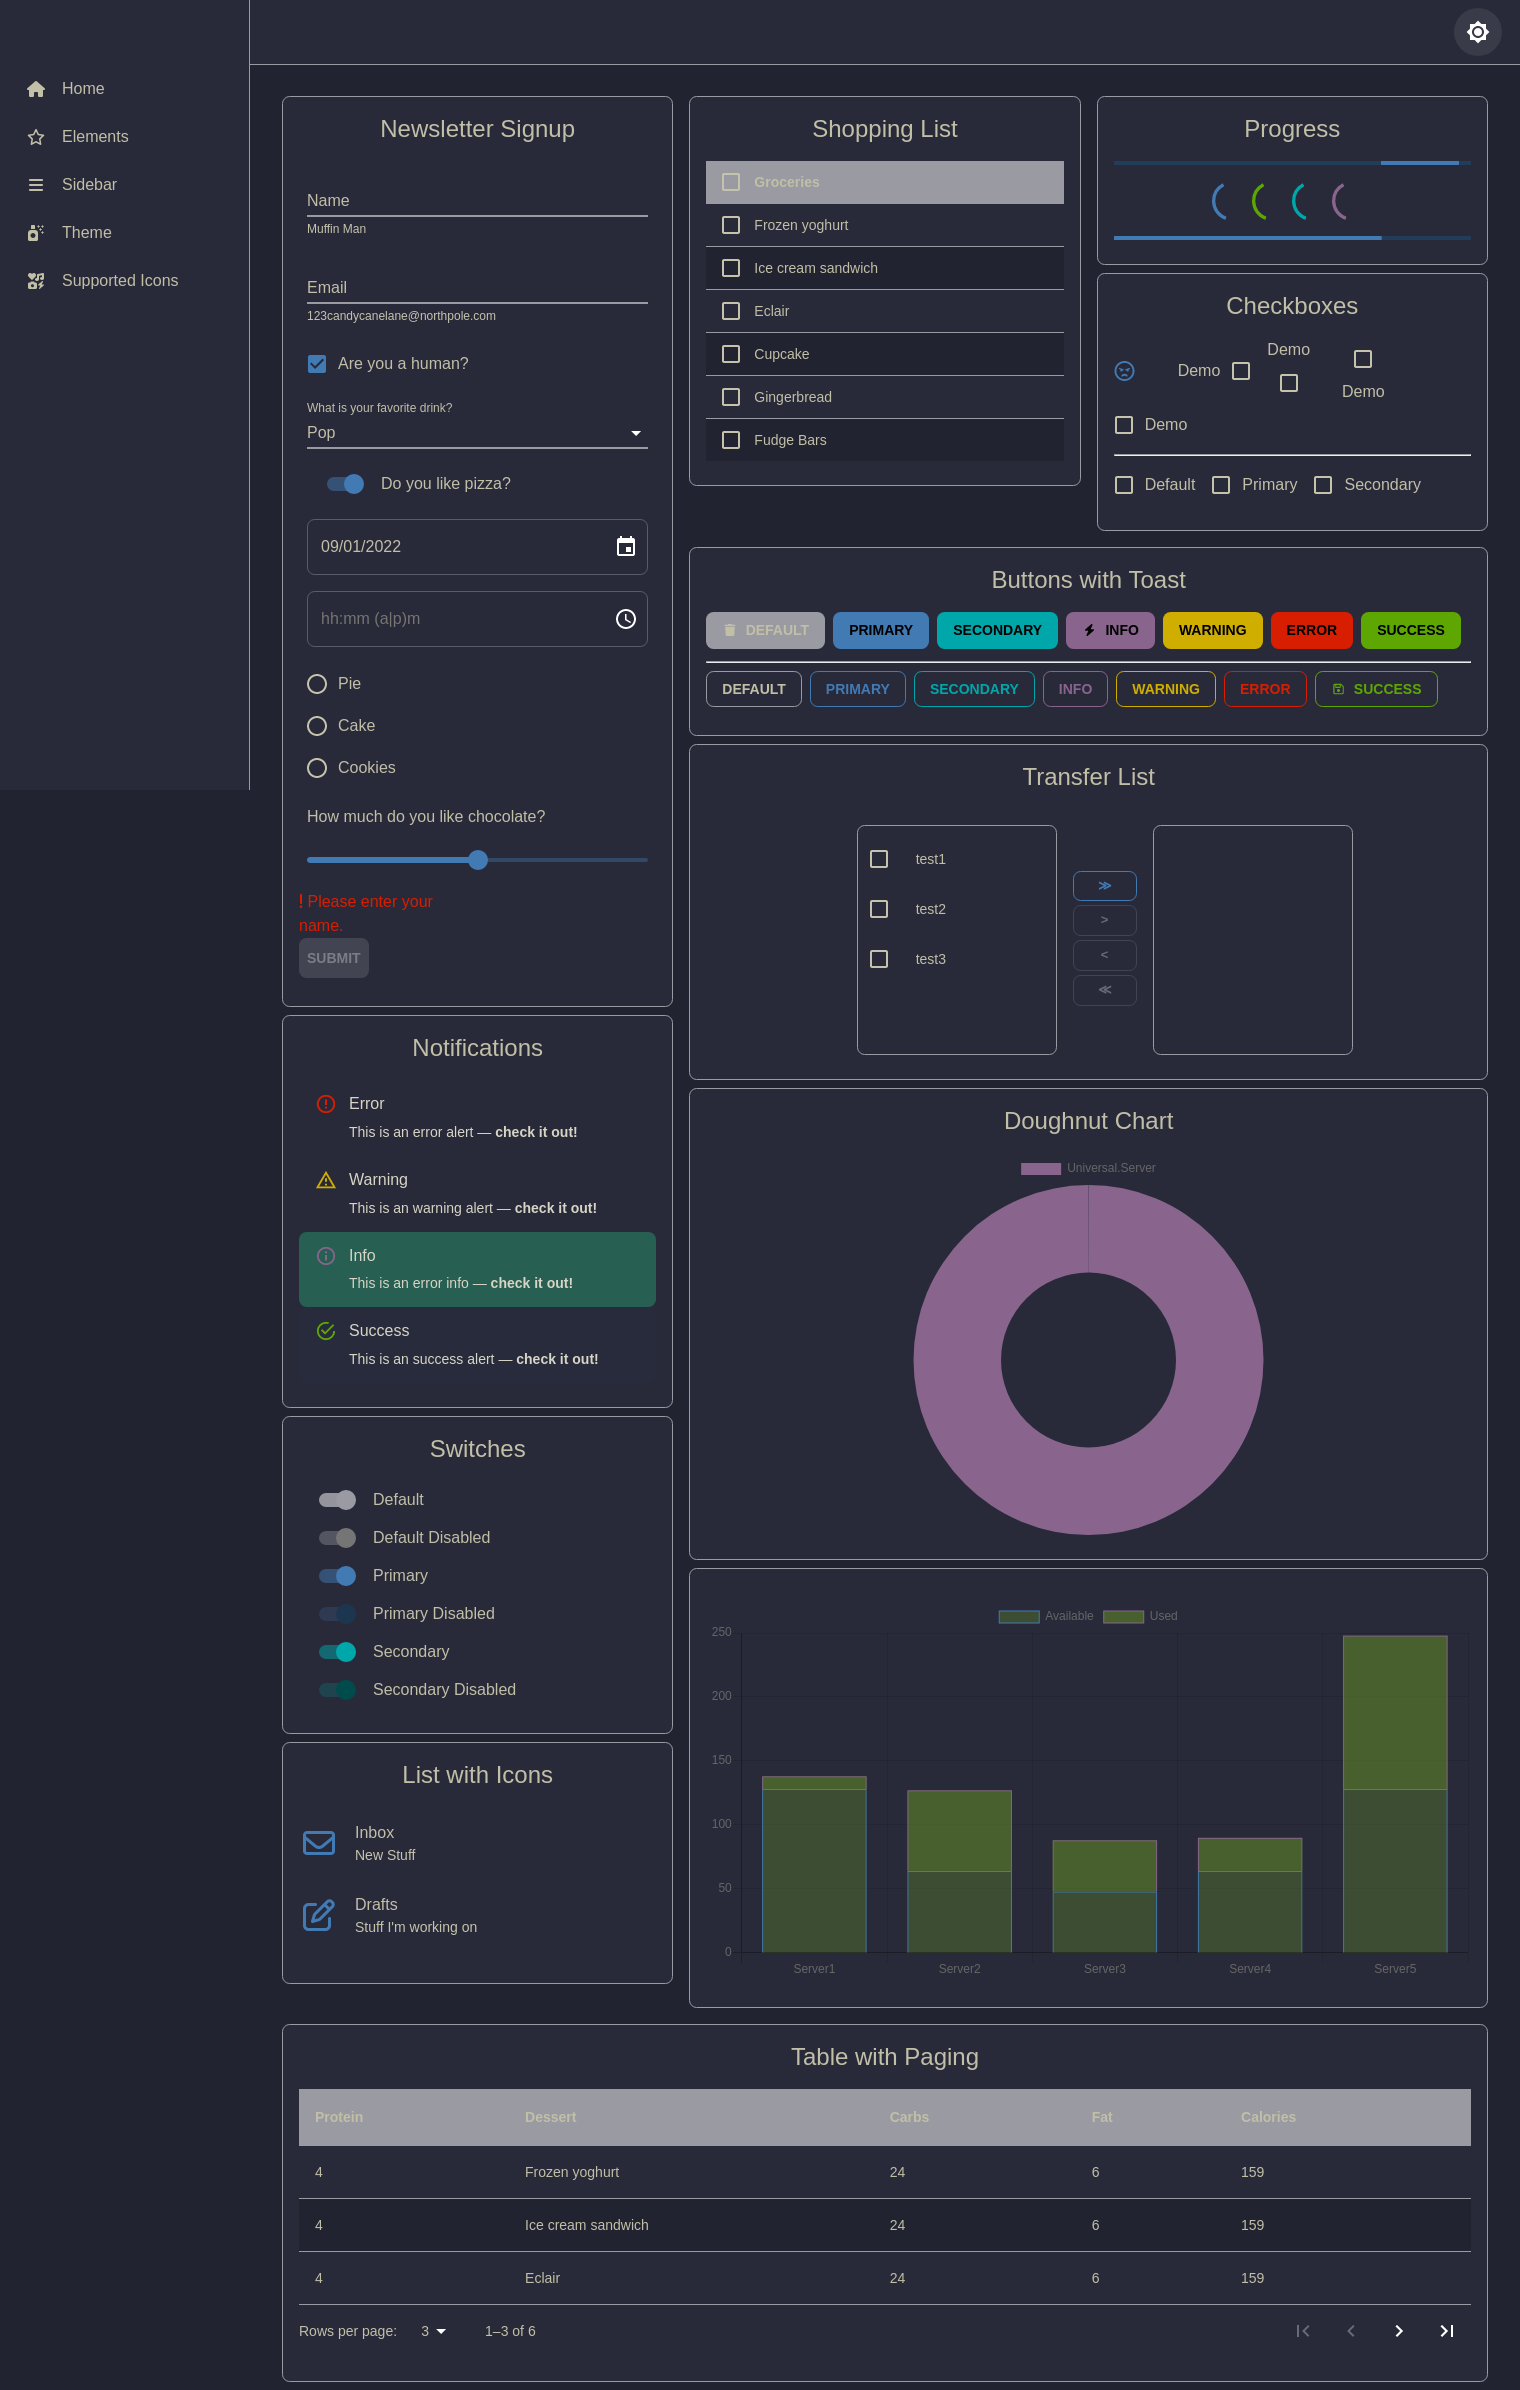 Home
Elements
Sidebar
Theme
Supported Icons
Newsletter Signup
Name
Muffin Man
Email
123candycanelane@northpole.com
Are you a human?
What is your favorite drink?
Pop
Do you like pizza?
09/01/2022
hh:mm (a|p)m
Pie
Cake
Cookies
How much do you like chocolate?
! Please enter your
name.
SUBMIT
Notifications
Error
This is an error alert — check it out!
Warning
This is an warning alert — check it out!
Info
This is an error info — check it out!
Success
This is an success alert — check it out!
Switches
Default
Default Disabled
Primary
Primary Disabled
Secondary
Secondary Disabled
List with Icons
Inbox
New Stuff
Drafts
Stuff I'm working on
Shopping List
Groceries
Frozen yoghurt
Ice cream sandwich
Eclair
Cupcake
Gingerbread
Fudge Bars
Progress
Checkboxes
Demo
Demo
Demo
Demo
Default Primary Secondary
Buttons with Toast
DEFAULT PRIMARY SECONDARY INFO WARNING ERROR SUCCESS
DEFAULT PRIMARY SECONDARY INFO WARNING ERROR SUCCESS
Transfer List
test1
test2
test3
≫
>
<
≪
Doughnut Chart
Universal.Server
Available Used
250
200
150
100
50
0
Server1 Server2 Server3 Server4 Server5
Table with Paging
Protein Dessert Carbs Fat Calories
4 Frozen yoghurt 24 6 159
4 Ice cream sandwich 24 6 159
4 Eclair 24 6 159
Rows per page: 3 1–3 of 6